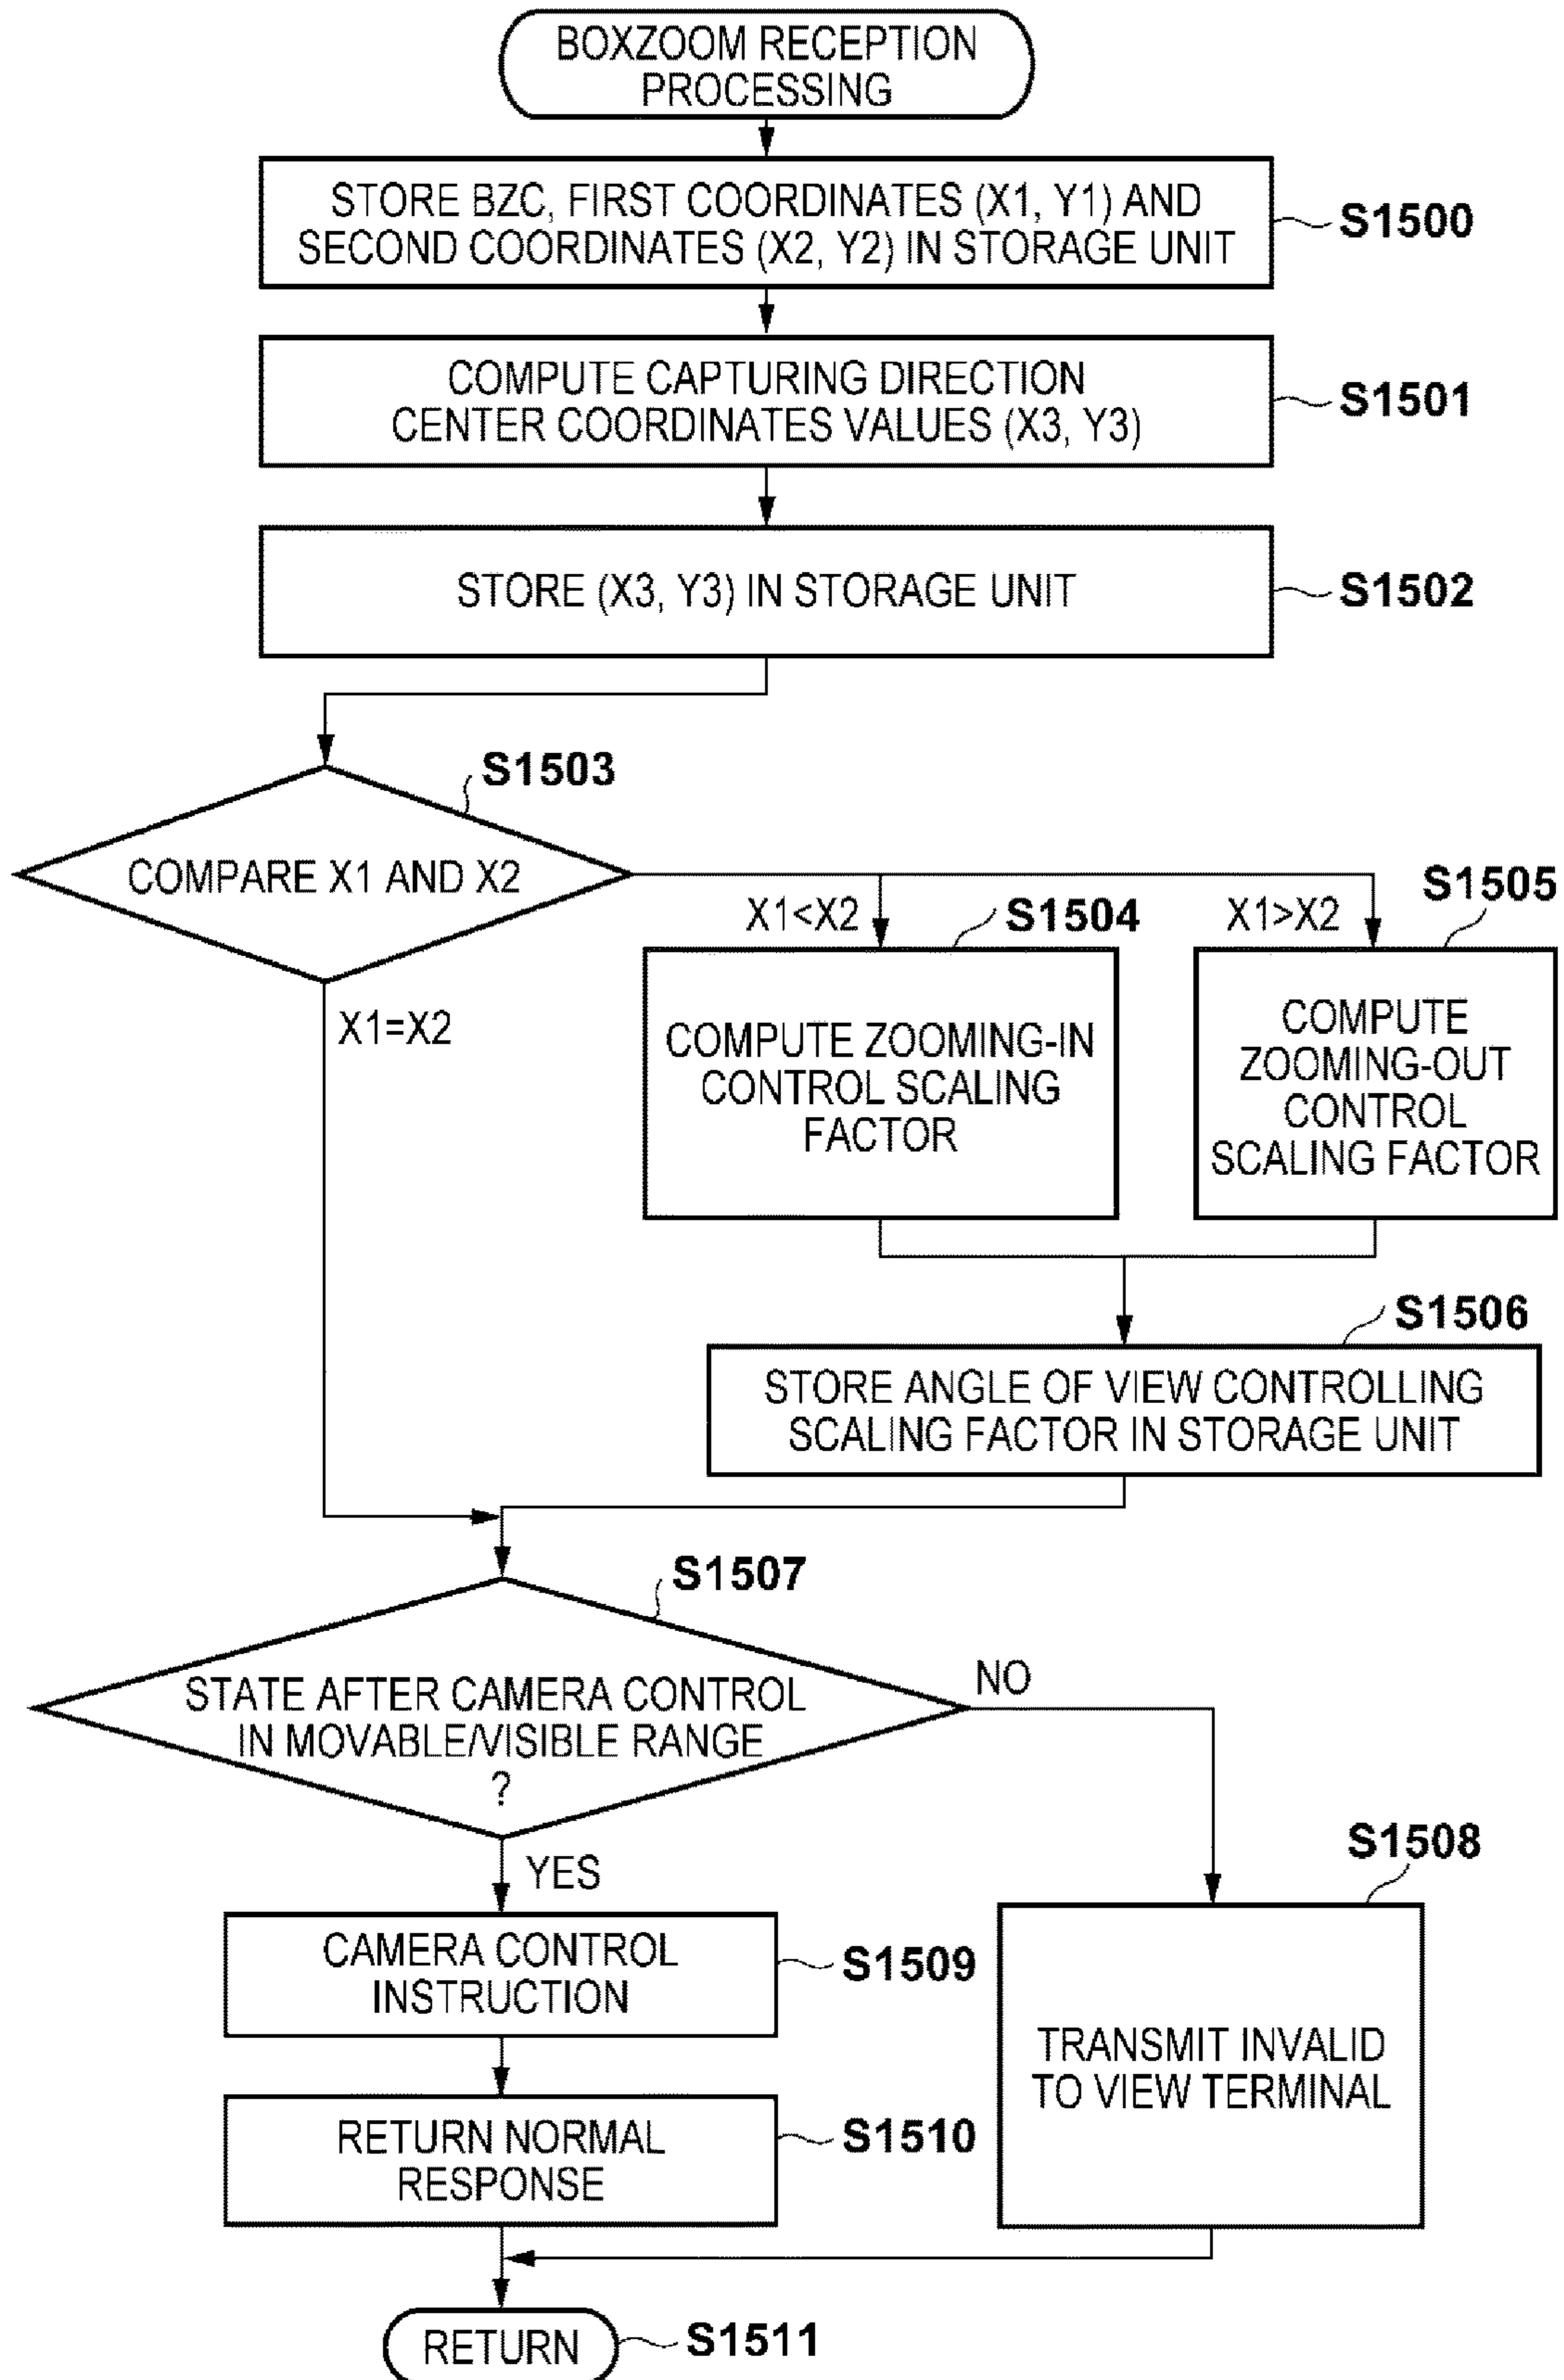 BOXZOOM RECEPTION
PROCESSING
STORE BZC, FIRST COORDINATES (X1, Y1) AND
SECOND COORDINATES (X2, Y2) IN STORAGE UNIT
S1500
COMPUTE CAPTURING DIRECTION
CENTER COORDINATES VALUES (X3, Y3)
S1501
STORE (X3, Y3) IN STORAGE UNIT
S1502
S1503
COMPARE X1 AND X2
X1=X2
X1<X2
S1504
COMPUTE ZOOMING-IN
CONTROL SCALING
FACTOR
X1>X2
S1505
COMPUTE
ZOOMING-OUT
CONTROL
SCALING FACTOR
S1506
STORE ANGLE OF VIEW CONTROLLING
SCALING FACTOR IN STORAGE UNIT
S1507
STATE AFTER CAMERA CONTROL
IN MOVABLE/VISIBLE RANGE
?
NO
YES
S1508
TRANSMIT INVALID
TO VIEW TERMINAL
CAMERA CONTROL
INSTRUCTION
S1509
RETURN NORMAL
RESPONSE
S1510
RETURN
S1511